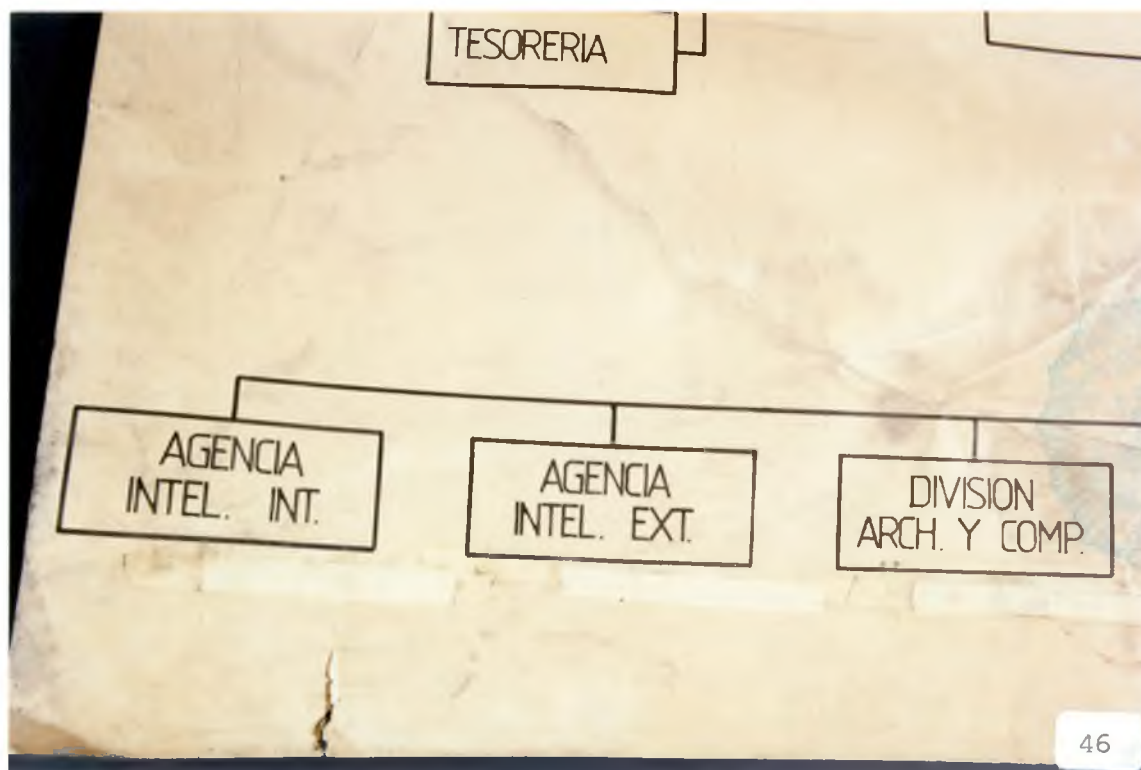 TESORERIA
AGENCIA
INTEL. INT.
AGENCIA
INTEL. EXT.
DIVISION
ARCH. Y COMP.
46